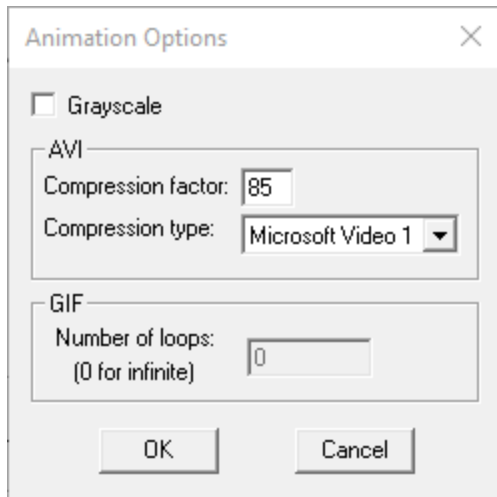 Animation Options
Grayscale
AVI
Compression factor: 85
Compression type: Microsoft Video 1
GIF
Number of loops:
(0 for infinite) 0
OK Cancel